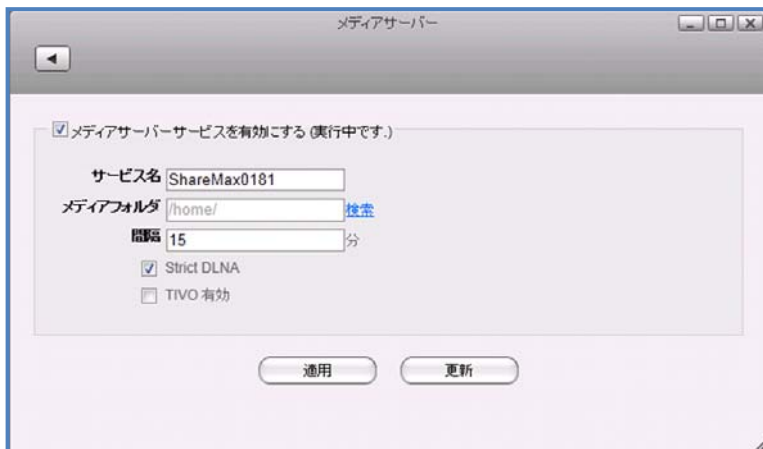 メディアサーバー
メディアサーバーサービスを有効にする (実行中です.)
サービス名 ShareMax0181
メディアフォルダ /home/ 検索
間隔 15 分
Strict DLNA
TIVO 有効
適用 更新